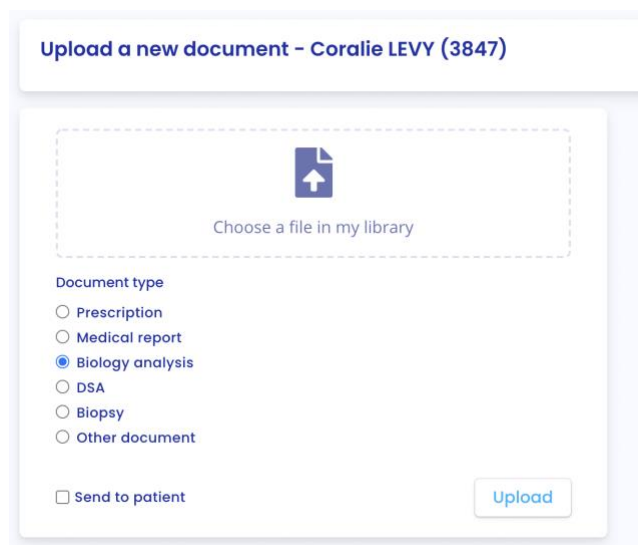 Upload a new document - Coralie LEVY (3847)
Choose a file in my library
Document type
Prescription
Medical report
Biology analysis
DSA
Biopsy
Other document
Send to patient
Upload